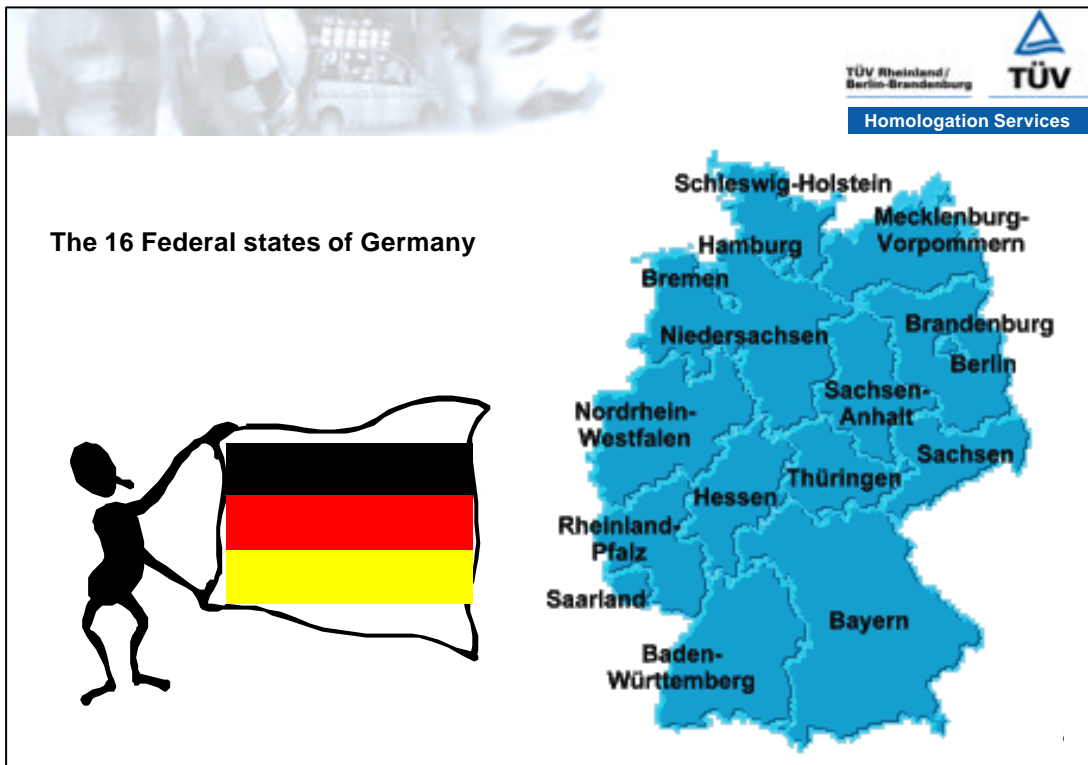 TÜV Rheinland/
Berlin-Brandenburg
TÜV
Homologation Services
The 16 Federal states of Germany
Schleswig-Holstein
Mecklenburg-
Vorpommern
Hamburg
Bremen
Niedersachsen
Brandenburg
Berlin
Sachsen-
Anhalt
Nordrhein-
Westfalen
Sachsen
Thüringen
Hessen
Rheinland-
Pfalz
Saarland
Bayern
Baden-
Württemberg